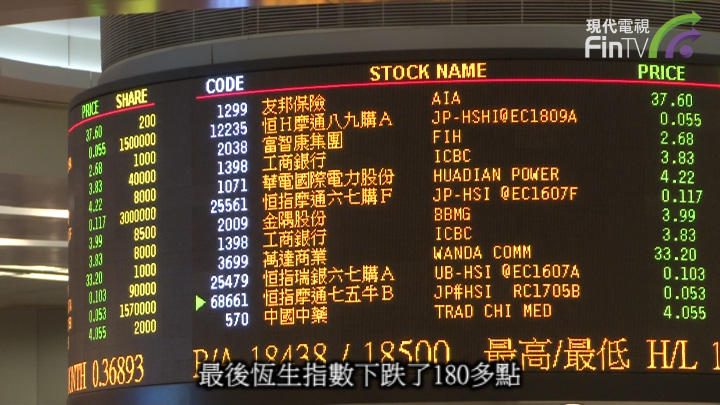 現代電視
FinTV
PRICE SHARE
37.60 200
0.055 1500000
2.68 1000
3.83 40000
4.22 8000
0.117 3000000
3.99 8500
3.83 8000
33.20 1000
0.103 90000
0.053 1570000
4.055 2000
CODE STOCK NAME PRICE
1299 友邦保險 AIA 37.60
12235 恒H摩通八九購A JP-HSHI@EC1809A 0.055
2038 富智康集團 FIH 2.68
1398 工商銀行 ICBC 3.83
1071 華電國際電力股份 HUADIAN POWER 4.22
25561 恒指摩通六七購F JP-HSI @EC1607F 0.117
2009 金隅股份 BBMG 3.99
1398 工商銀行 ICBC 3.83
3699 萬達商業 WANDA COMM 33.20
25479 恒指瑞銀六七購A UB-HSI @EC1607A 0.103
68661 恒指摩通七五牛B JP#HSI RC1705B 0.053
570 中國中藥 TRAD CHI MED 4.055
ONTH 0.36893
B/A 18438 / 18500 最高/最低 H/L 1
最後恆生指數下跌了180多點